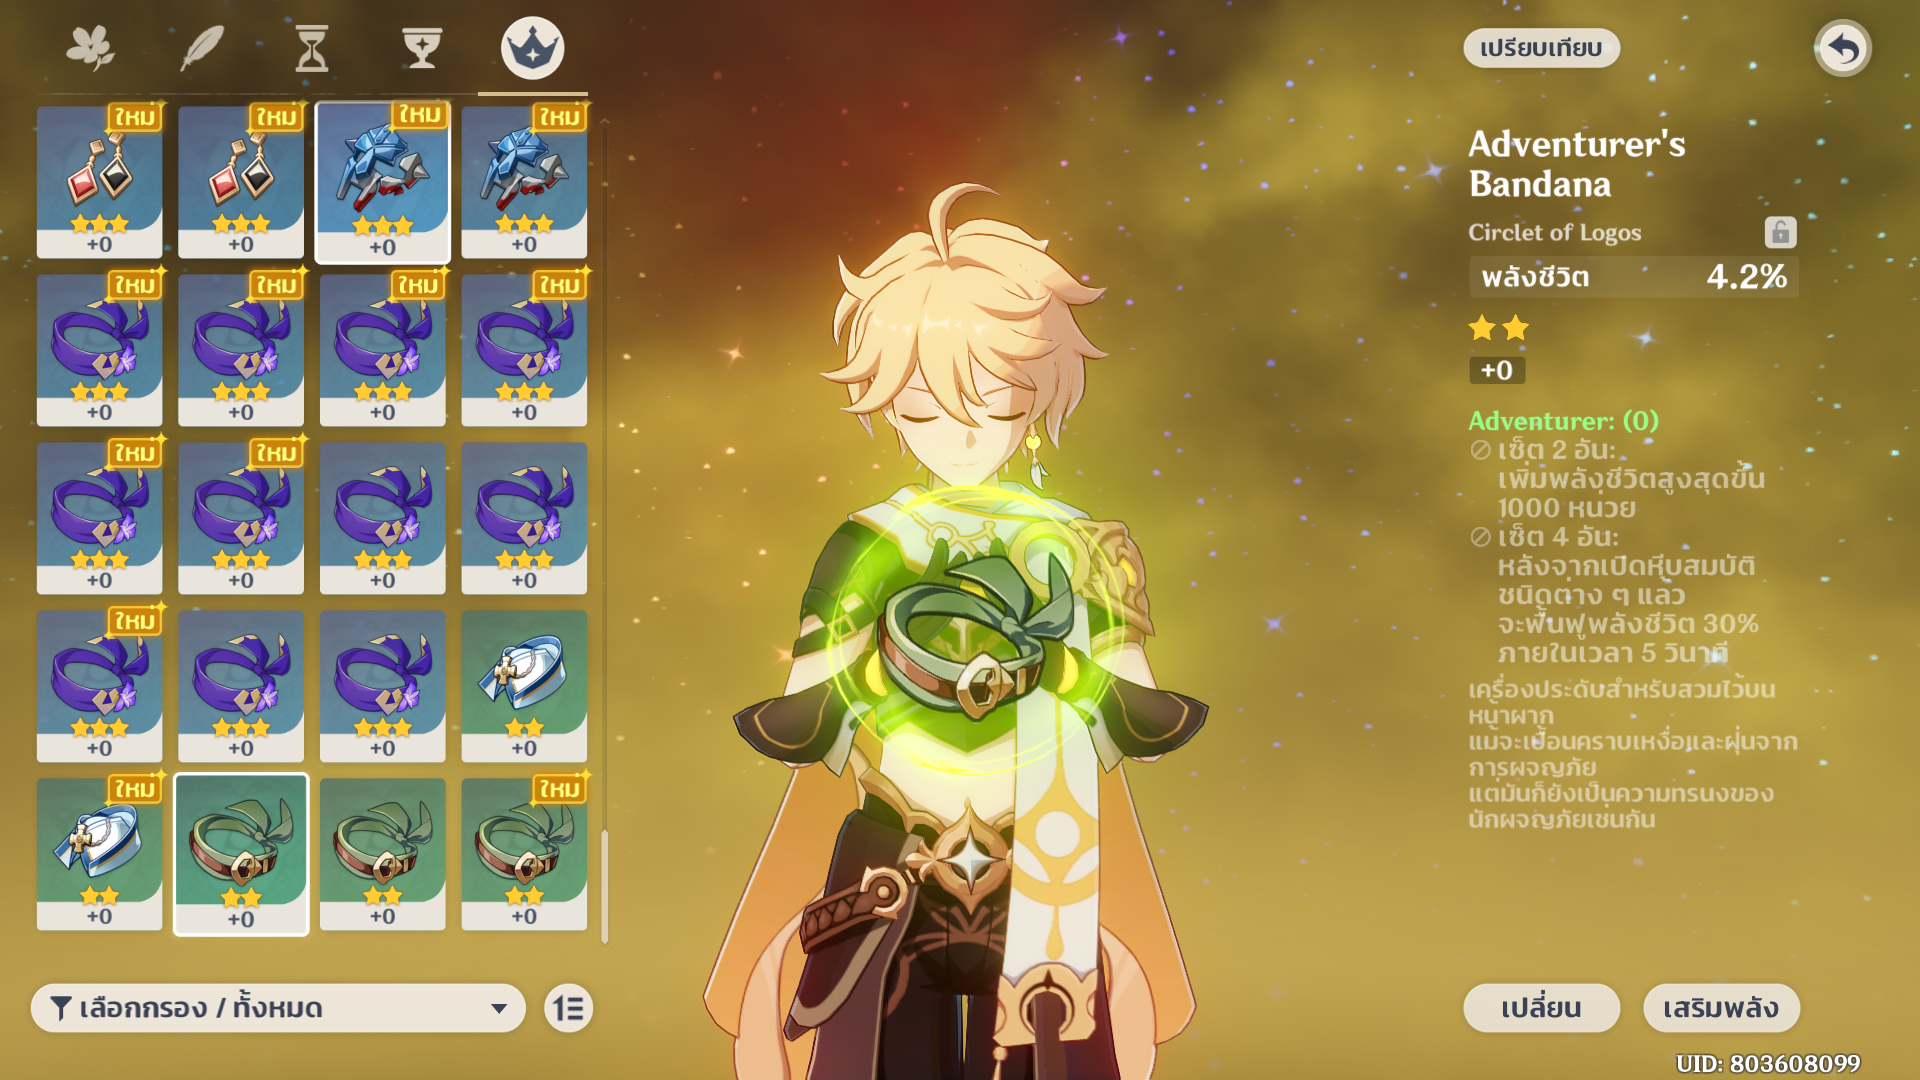 เปรียบเทียบ
ใหม่ ใหม่ ใหม่ ใหม่
+0 +0 +0 +0
ใหม่ ใหม่ ใหม่ ใหม่
+0 +0 +0 +0
ใหม่ ใหม่
+0 +0 +0 +0
ใหม่
+0 +0 +0 +0
ใหม่ ใหม่
+0 +0 +0 +0
เลือกกรอง / ทั้งหมด
Adventurer's
Bandana
Circlet of Logos
พลังชีวิต 4.2%
+0
Adventurer: (0)
เซ็ต 2 อัน:
เพิ่มพลังชีวิตสูงสุดขึ้น
1000 หน่วย
เซ็ต 4 อัน:
หลังจากเปิดหีบสมบัติ
ชนิดต่าง ๆ แล้ว
จะฟื้นฟูพลังชีวิต 30%
ภายในเวลา 5 วินาที
เครื่องประดับสำหรับสวมไว้บน
หน้าผาก
แม้จะเปื้อนคราบเหงื่อและฝุ่นจาก
การผจญภัย
แต่มันก็ยังเป็นความทรนงของ
นักผจญภัยเช่นกัน
เปลี่ยน เสริมพลัง
UID: 803608099